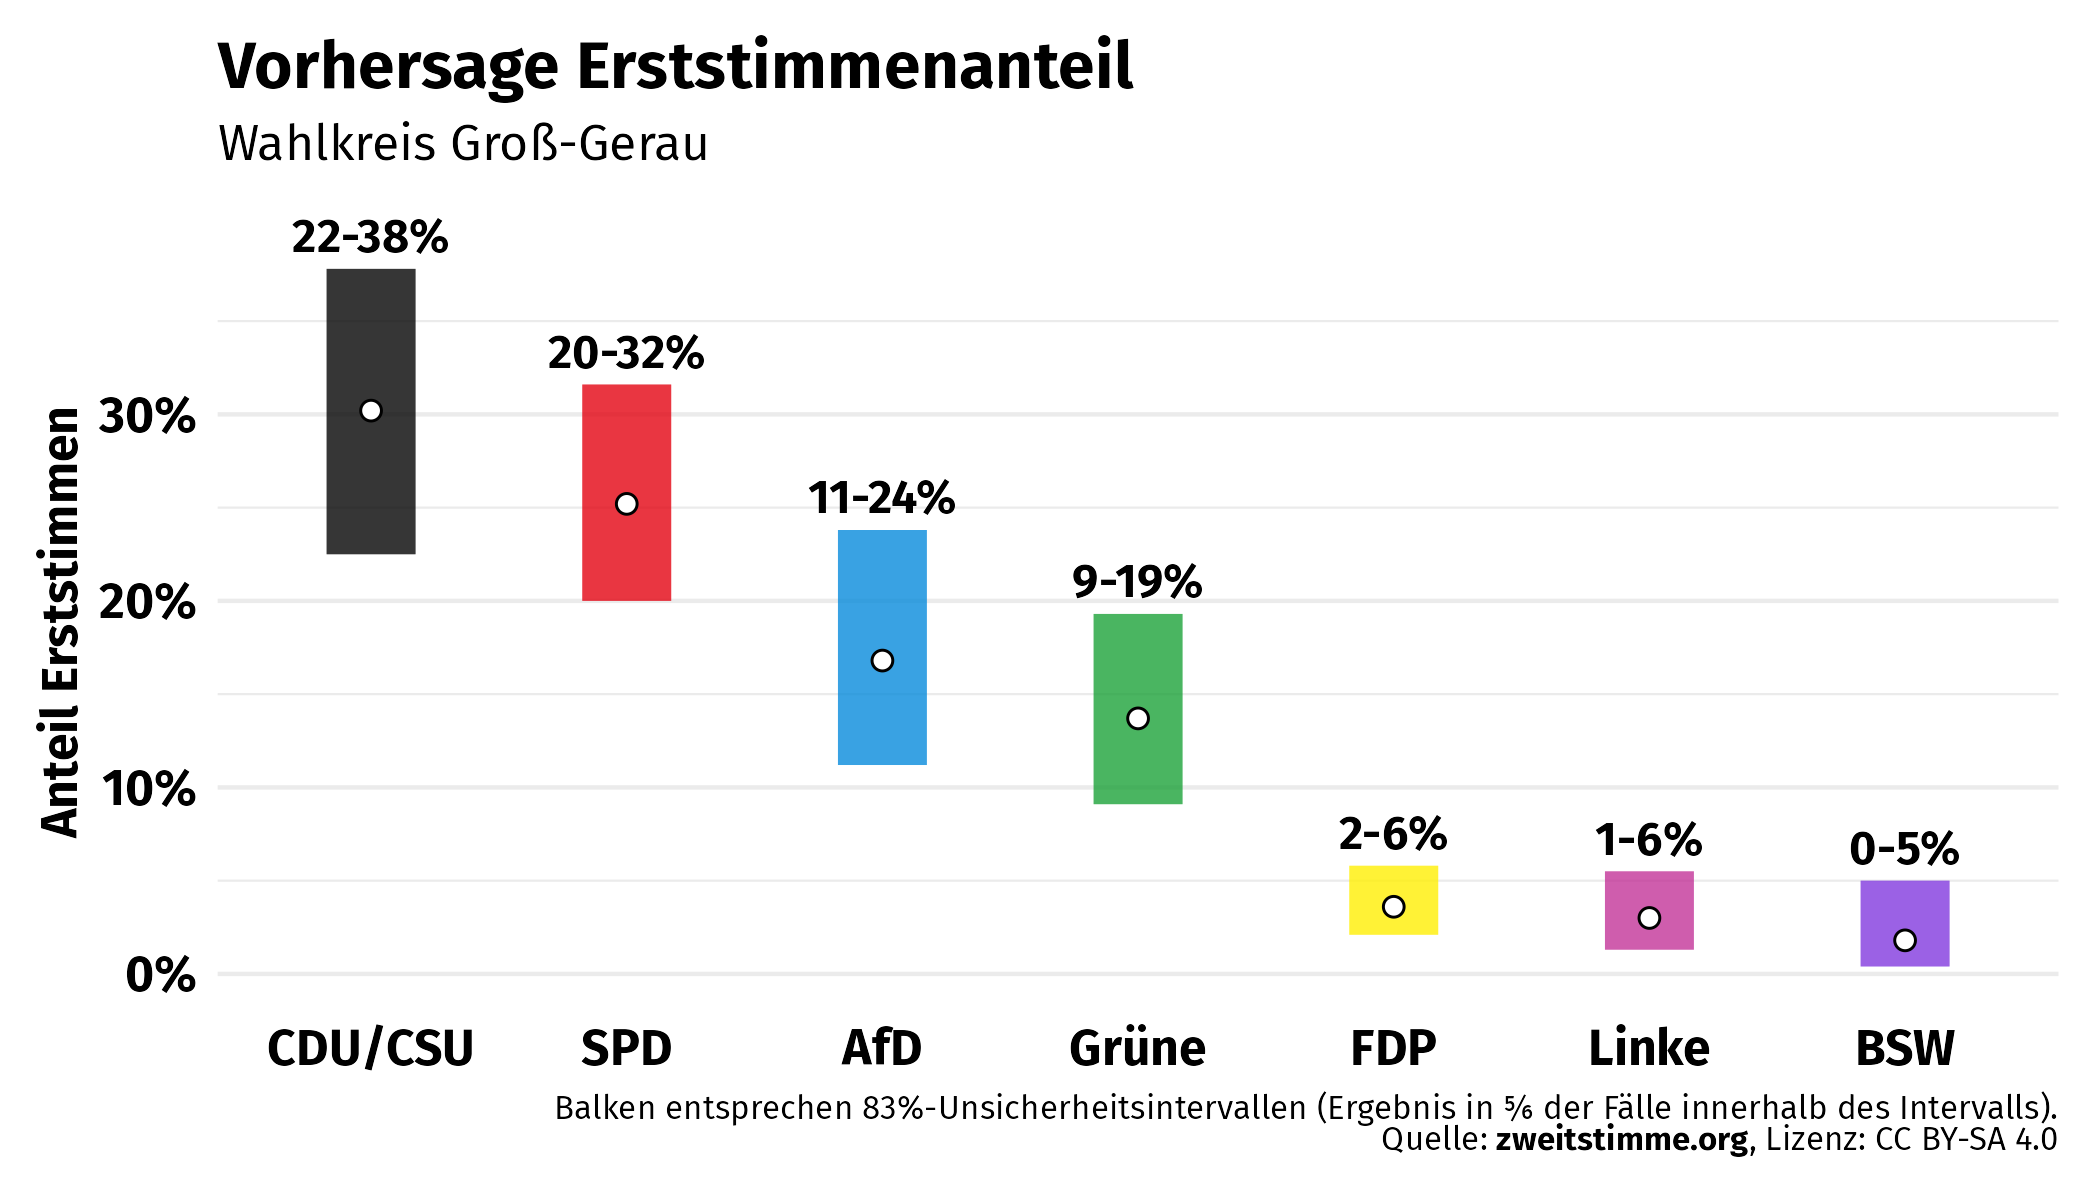 Vorhersage Erststimmenanteil
Wahlkreis Groß-Gerau
22-38%
20-32%
11-24%
9-19%
2-6%
1-6%
0-5%
Anteil Erststimmen
30%
20%
10%
0%
CDU/CSU SPD AfD Grüne FDP Linke BSW
Balken entsprechen 83%-Unsicherheitsintervallen (Ergebnis in ⅚ der Fälle innerhalb des Intervalls).
Quelle: zweitstimme.org, Lizenz: CC BY-SA 4.0